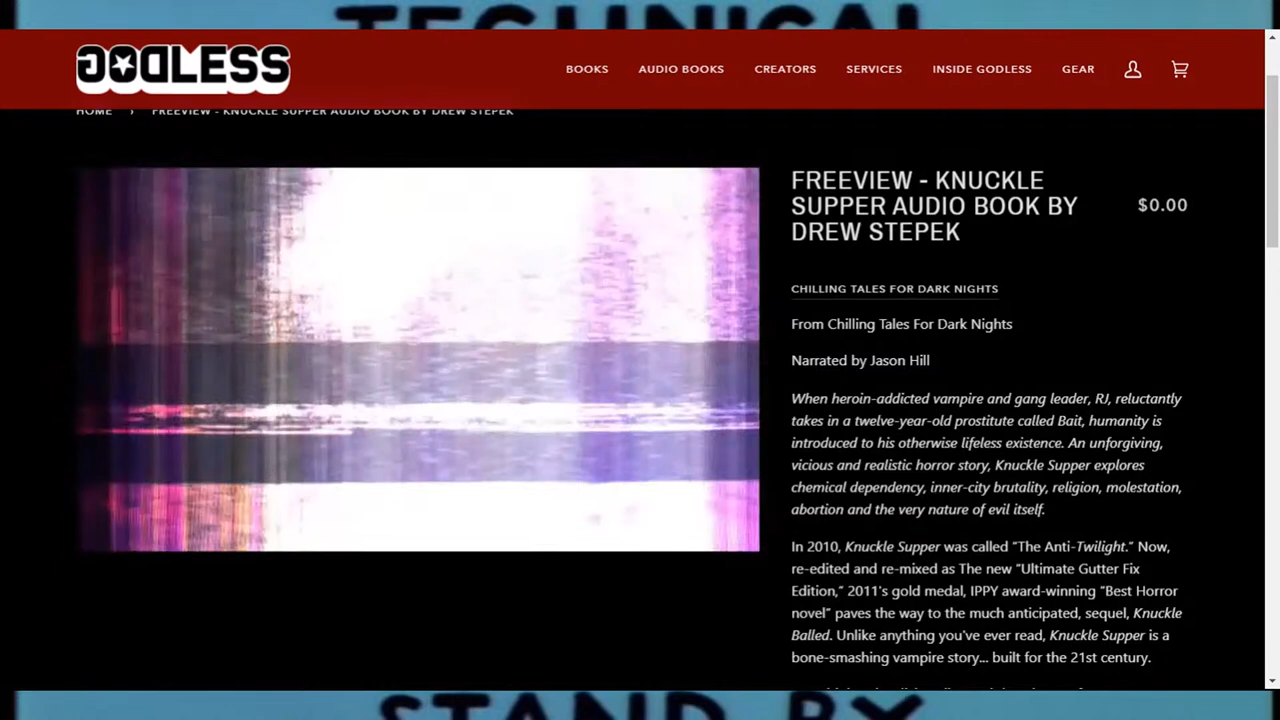 TECHNICAL
GODLESS
BOOKS AUDIO BOOKS CREATORS SERVICES INSIDE GODLESS GEAR
HOME › FREEVIEW - KNUCKLE SUPPER AUDIO BOOK BY DREW STEPEK
FREEVIEW - KNUCKLE
SUPPER AUDIO BOOK BY
DREW STEPEK
$0.00
CHILLING TALES FOR DARK NIGHTS
From Chilling Tales For Dark Nights
Narrated by Jason Hill
When heroin-addicted vampire and gang leader, RJ, reluctantly
takes in a twelve-year-old prostitute called Bait, humanity is
introduced to his otherwise lifeless existence. An unforgiving,
vicious and realistic horror story, Knuckle Supper explores
chemical dependency, inner-city brutality, religion, molestation,
abortion and the very nature of evil itself.
In 2010, Knuckle Supper was called “The Anti-Twilight.” Now,
re-edited and re-mixed as The new “Ultimate Gutter Fix
Edition,” 2011's gold medal, IPPY award-winning “Best Horror
novel” paves the way to the much anticipated, sequel, Knuckle
Balled. Unlike anything you've ever read, Knuckle Supper is a
bone-smashing vampire story... built for the 21st century.
STAND BY